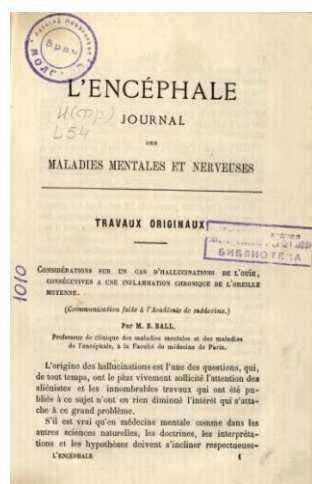 L'ENCÉPHALE
И(фр)
L54
JOURNAL
DES
MALADIES MENTALES ET NERVEUSES
TRAVAUX ORIGINAUX
БИБЛИОТЕКА
1010
CONSIDÉRATIONS SUR UN CAS D'HALLUCINATIONS DE L'OUÏE,
CONSÉCUTIVES A UNE INFLAMMATION CHRONIQUE DE L'OREILLE
MOYENNE.
(Communication faite à l'Académie de médecine.)
Par M. B. BALL,
Professeur de clinique des maladies mentales et des maladies
de l'encéphale, à la Faculté de médecine de Paris.
L'origine des hallucinations est l'une des questions, qui,
de tout temps, ont le plus vivement sollicité l'attention des
aliénistes et les innombrables travaux qui ont été pu-
bliés à ce sujet n'ont en rien diminué l'intérêt qui s'atta-
che à ce grand problème.
S'il est vrai qu'en médecine mentale comme dans les
autres sciences naturelles, les doctrines, les interpréta-
tions et les hypothèses doivent s'incliner respectueuse-
L'ENCÉPHALE
1